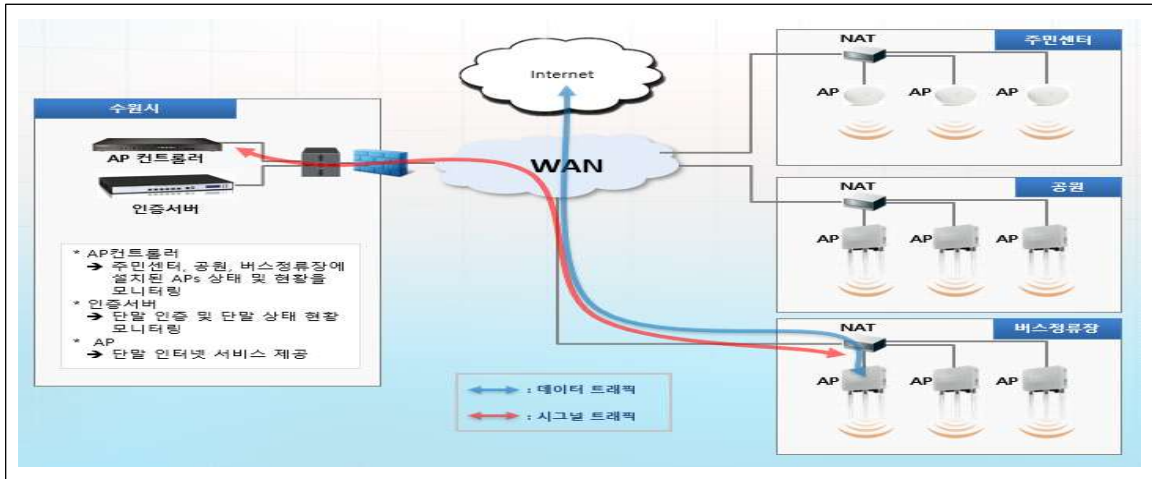 수원시
AP 컨트롤러
인증서버
* AP컨트롤러
➔ 주민센터, 공원, 버스정류장에
설치된 APs 상태 및 현황을
모니터링
* 인증서버
➔ 단말 인증 및 단말 상태 현황
모니터링
* AP
➔ 단말 인터넷 서비스 제공
Internet
WAN
: 데이터 트래픽
: 시그널 트래픽
NAT 주민센터
AP AP AP
NAT 공원
AP AP AP
NAT 버스정류장
AP AP AP